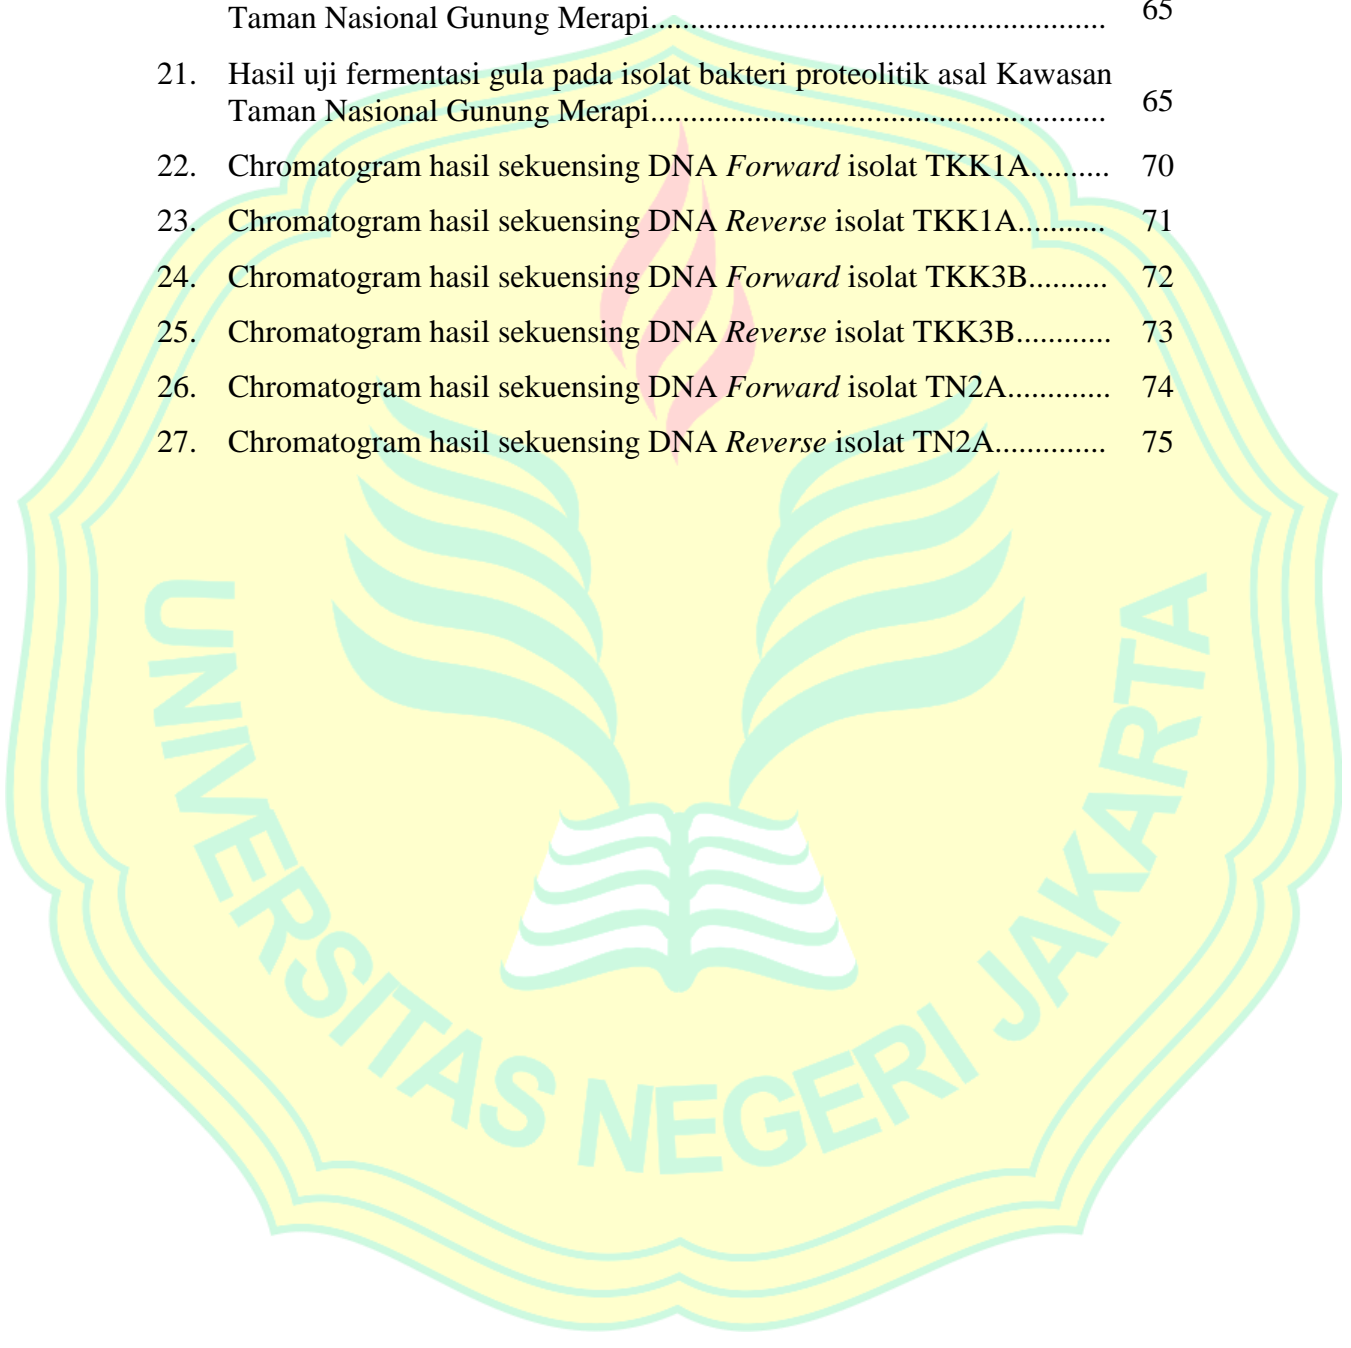 Taman Nasional Gunung Merapi......................................................... 65
21. Hasil uji fermentasi gula pada isolat bakteri proteolitik asal Kawasan
Taman Nasional Gunung Merapi......................................................... 65
22. Chromatogram hasil sekuensing DNA Forward isolat TKK1A.......... 70
23. Chromatogram hasil sekuensing DNA Reverse isolat TKK1A........... 71
24. Chromatogram hasil sekuensing DNA Forward isolat TKK3B.......... 72
25. Chromatogram hasil sekuensing DNA Reverse isolat TKK3B............ 73
26. Chromatogram hasil sekuensing DNA Forward isolat TN2A............. 74
27. Chromatogram hasil sekuensing DNA Reverse isolat TN2A.............. 75
UNIVERSITAS NEGERI JAKARTA